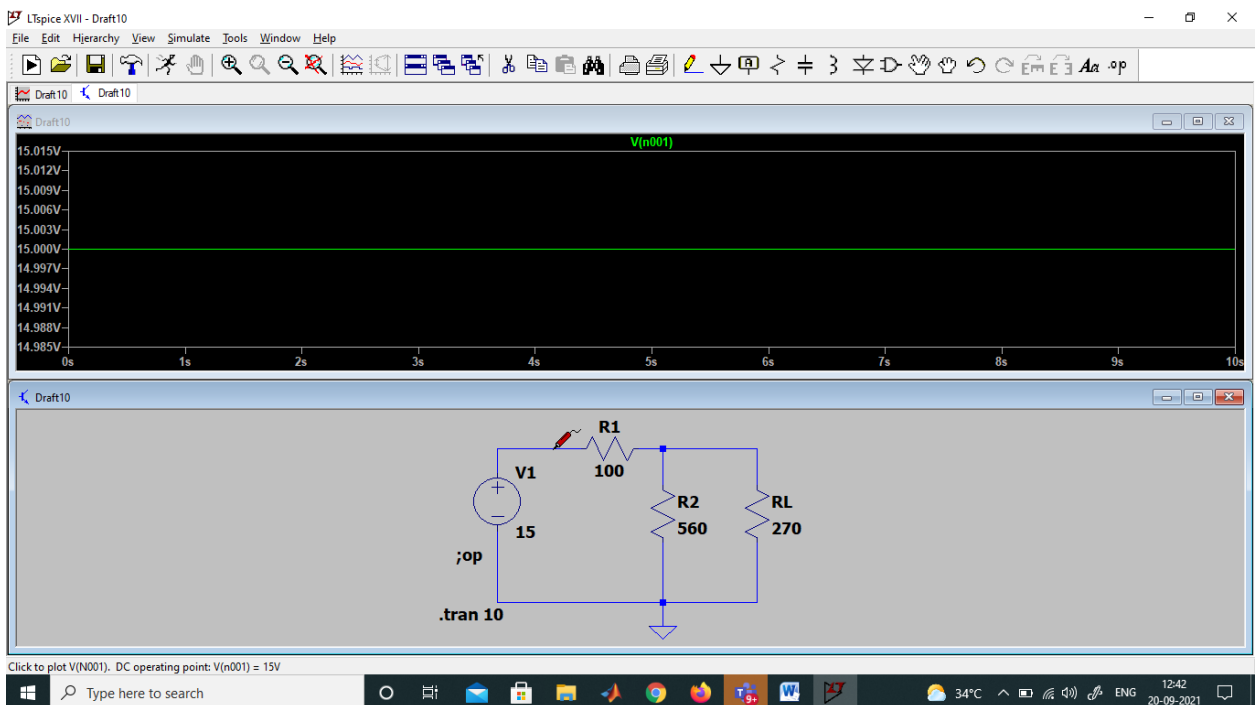 LTspice XVII - Draft10
File Edit Hierarchy View Simulate Tools Window Help
Aa .op
Draft10 Draft10
Draft10
V(n001)
15.015V
15.012V
15.009V
15.006V
15.003V
15.000V
14.997V
14.994V
14.991V
14.988V
14.985V
0s 1s 2s 3s 4s 5s 6s 7s 8s 9s 10s
Draft10
R1
100
V1
15
R2
560
RL
270
;op
.tran 10
Click to plot V(N001). DC operating point: V(n001) = 15V
Type here to search
9+
34°C ENG 12:42
20-09-2021